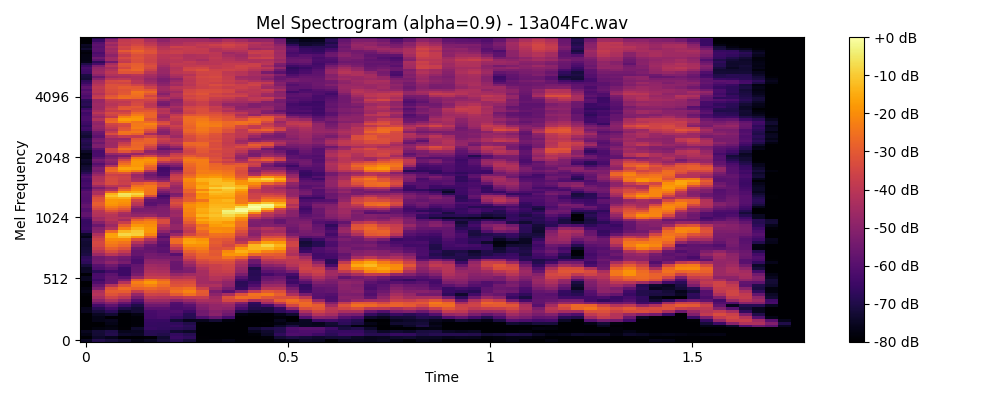 Mel Spectrogram (alpha=0.9) - 13a04Fc.wav
Mel Frequency
4096
2048
1024
512
0
0
0.5
1
1.5
Time
+0 dB
-10 dB
-20 dB
-30 dB
-40 dB
-50 dB
-60 dB
-70 dB
-80 dB